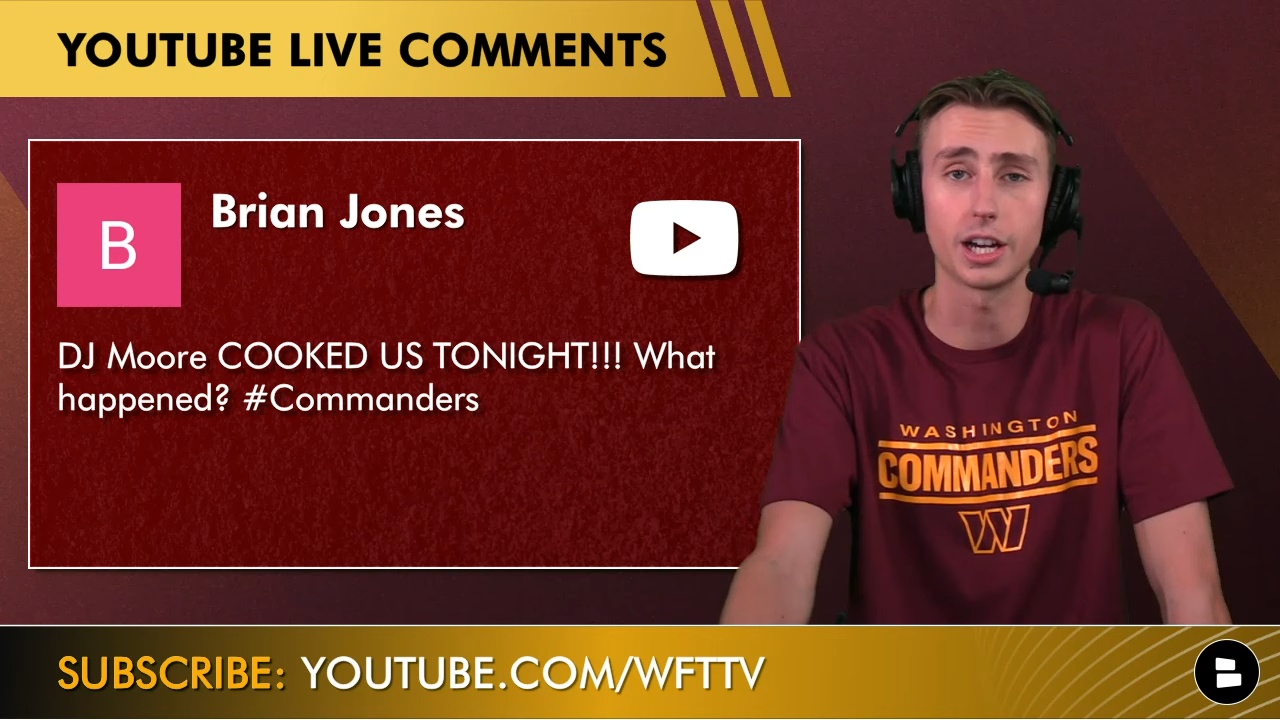 YOUTUBE LIVE COMMENTS
B
Brian Jones
DJ Moore COOKED US TONIGHT!!! What
happened? #Commanders
WASHINGTON
COMMANDERS
W
SUBSCRIBE: YOUTUBE.COM/WFTTV